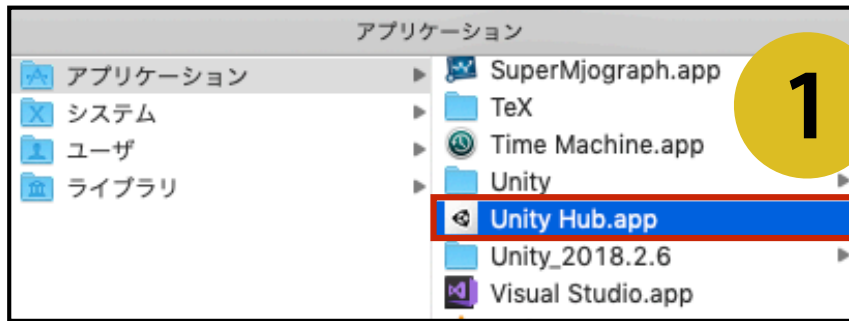 アプリケーション
アプリケーション
システム
ユーザ
ライブラリ
SuperMjograph.app
TeX
Time Machine.app
Unity
Unity Hub.app
Unity_2018.2.6
Visual Studio.app
1